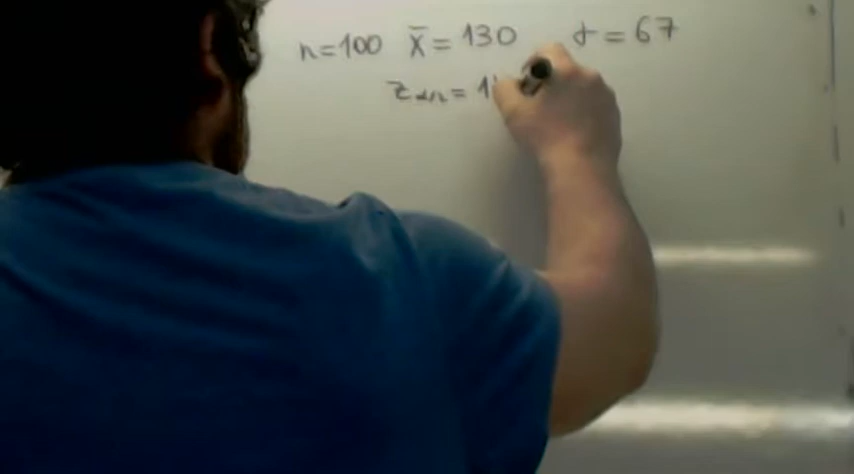 n=100 x̄=130 σ=67
z α/2 = 1